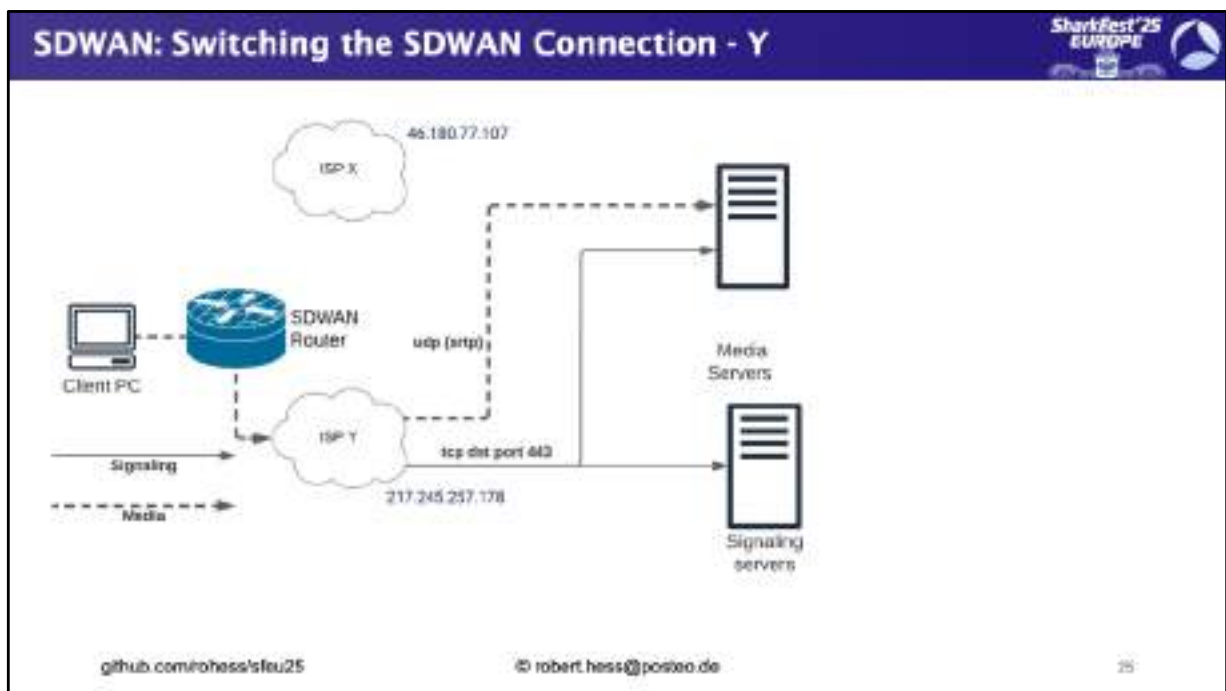 SDWAN: Switching the SDWAN Connection - Y
SharkFest'25
EUROPE
46.180.77.107
ISP X
SDWAN
Router
udp (srtp)
Media
Servers
Client PC
ISP Y
tcp dst port 443
Signaling
217.245.257.178
Media
Signaling
servers
github.com/rohess/sfeu25
© robert.hess@posteo.de
25